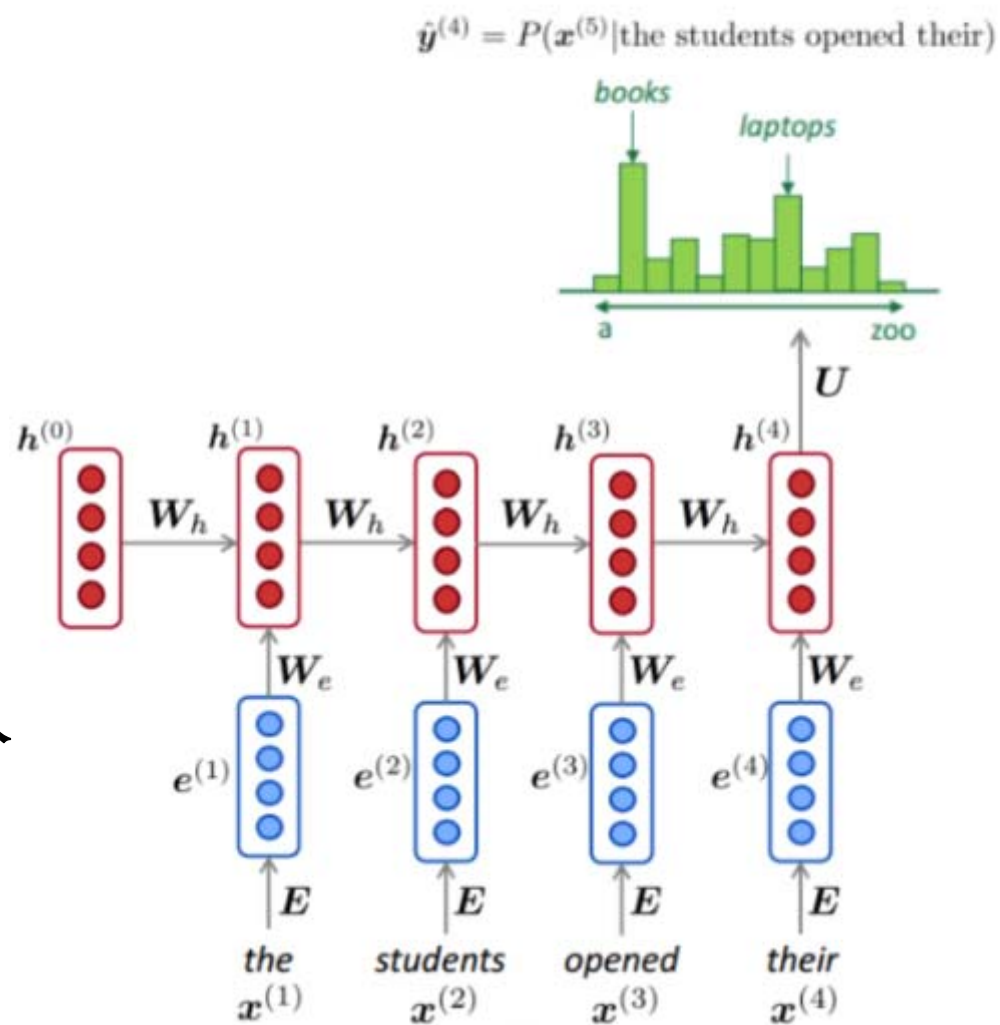 ŷ⁽⁴⁾ = P(x⁽⁵⁾|the students opened their)
books
laptops
a zoo
U
h⁽⁰⁾ h⁽¹⁾ h⁽²⁾ h⁽³⁾ h⁽⁴⁾
W_h W_h W_h W_h
W_e W_e W_e W_e
e⁽¹⁾ e⁽²⁾ e⁽³⁾ e⁽⁴⁾
E E E E
the students opened their
x⁽¹⁾ x⁽²⁾ x⁽³⁾ x⁽⁴⁾